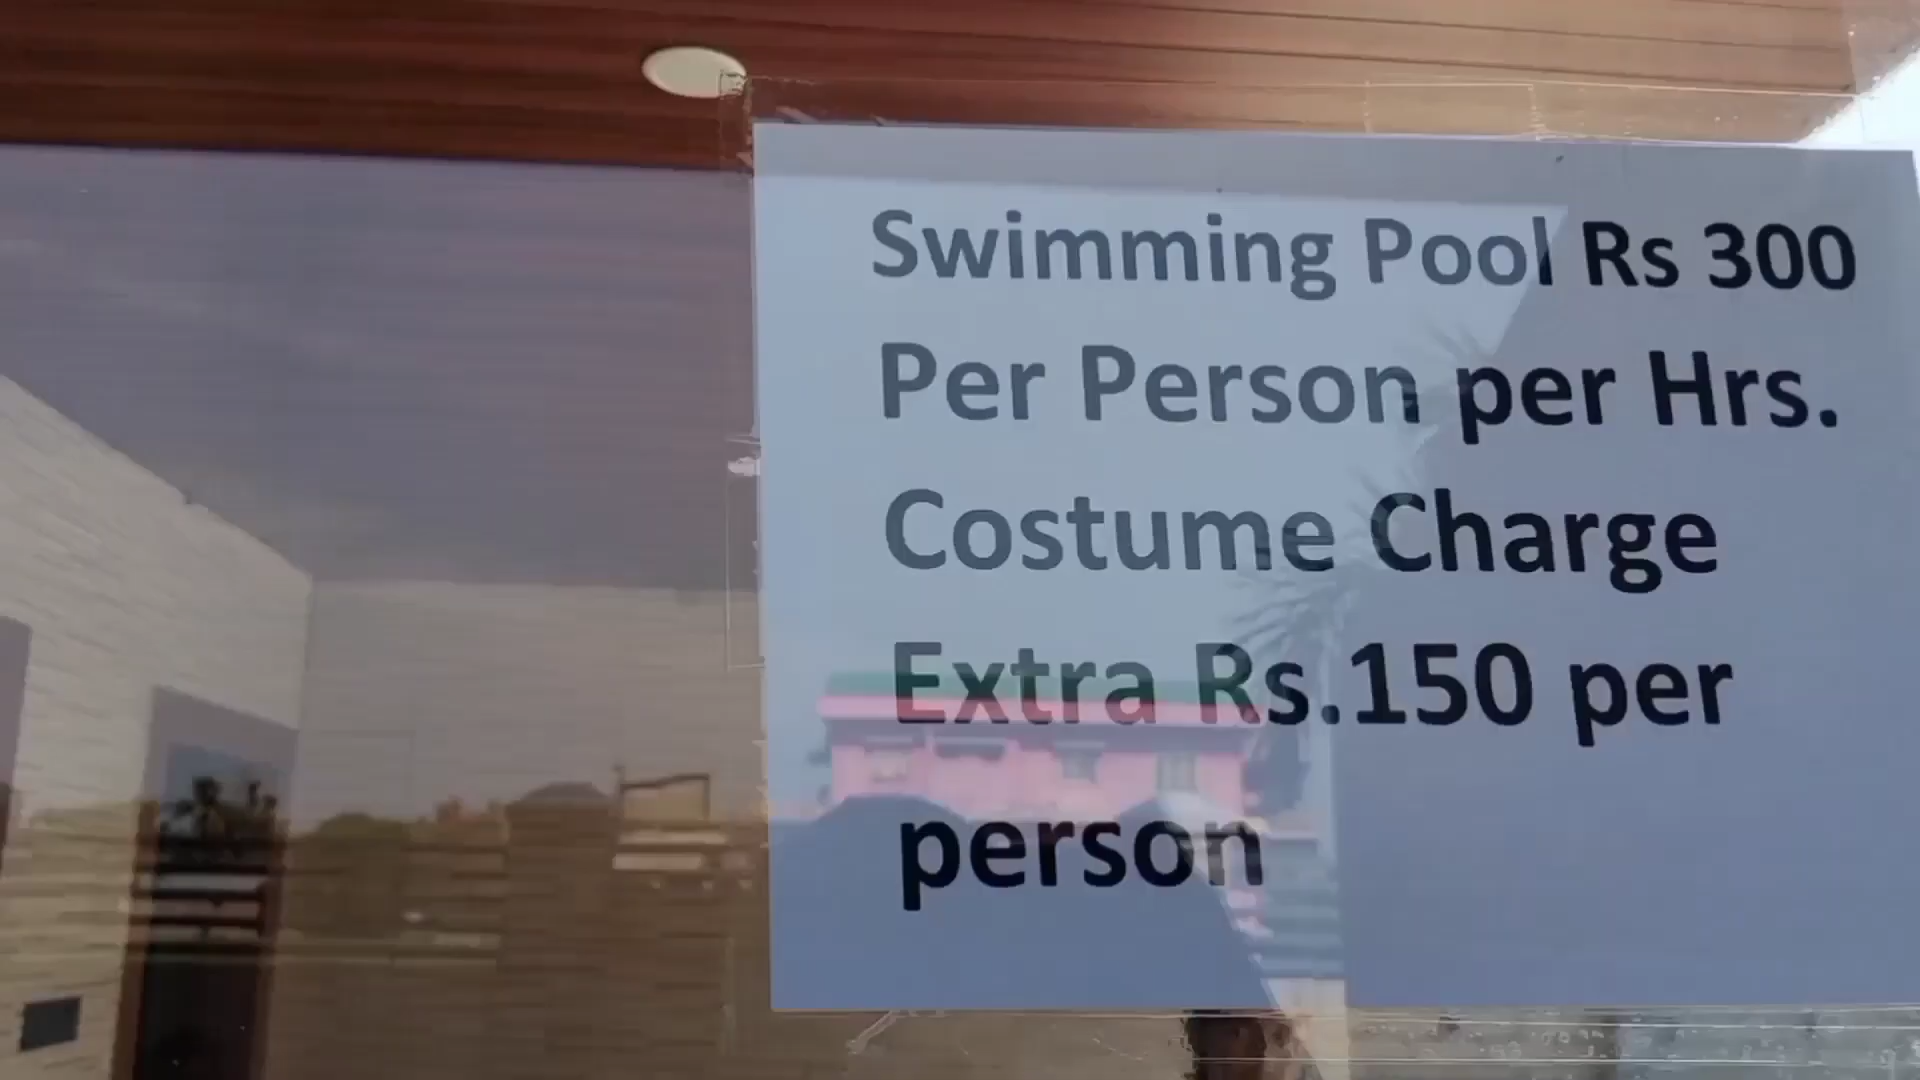 Swimming Pool Rs 300
Per Person per Hrs.
Costume Charge
Extra Rs.150 per
person